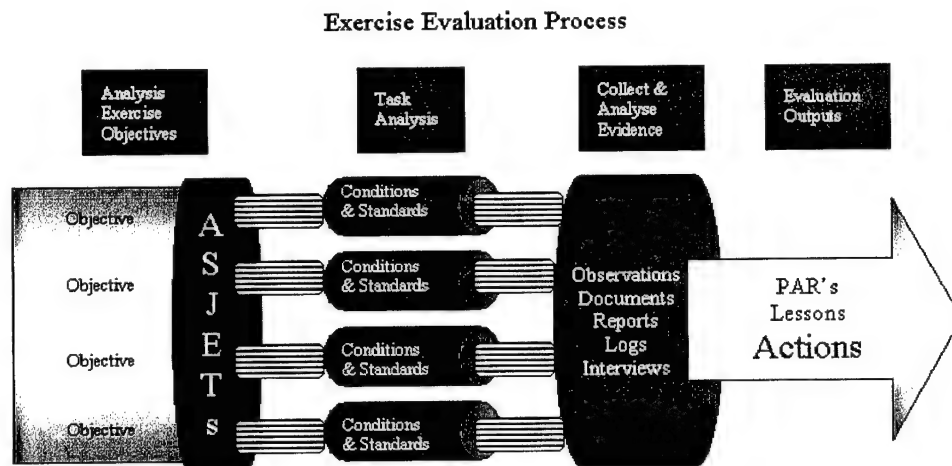 Exercise Evaluation Process
Analysis
Exercise
Objectives
Task
Analysis
Collect &
Analyse
Evidence
Evaluation
Outputs
Objective
Objective
Objective
Objective
A
S
J
E
T
s
Conditions
& Standards
Conditions
& Standards
Conditions
& Standards
Conditions
& Standards
Observations
Documents
Reports
Logs
Interviews
PAR's
Lessons
Actions